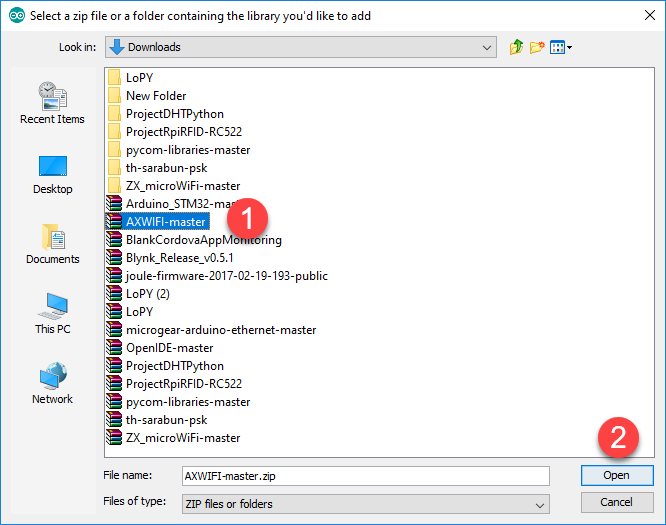 Select a zip file or a folder containing the library you'd like to add
Look in: Downloads
LoPY
New Folder
ProjectDHTPython
ProjectRpiRFID-RC522
pycom-libraries-master
th-sarabun-psk
ZX_microWiFi-master
Arduino_STM32-mas
AXWIFI-master
1
BlankCordovaAppMonitoring
Blynk_Release_v0.5.1
joule-firmware-2017-02-19-193-public
LoPY (2)
LoPY
microgear-arduino-ethernet-master
OpenIDE-master
ProjectDHTPython
ProjectRpiRFID-RC522
pycom-libraries-master
th-sarabun-psk
ZX_microWiFi-master
Recent Items
Desktop
Documents
This PC
Network
2
File name: AXWIFI-master.zip Open
Files of type: ZIP files or folders Cancel